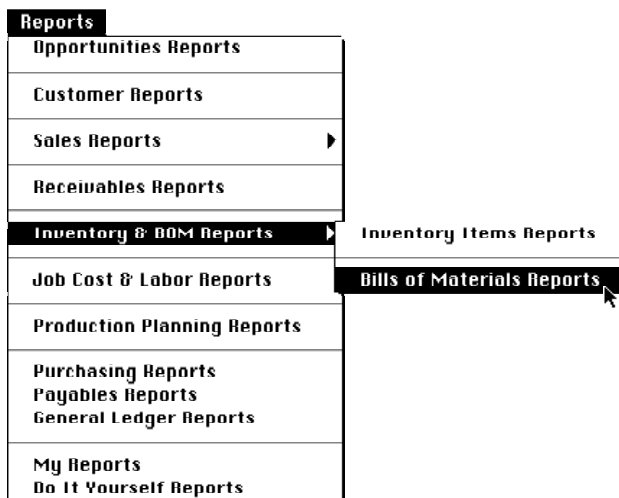 Reports
Opportunities Reports
Customer Reports
Sales Reports
Receivables Reports
Inventory & BOM Reports
Inventory Items Reports
Bills of Materials Reports
Job Cost & Labor Reports
Production Planning Reports
Purchasing Reports
Payables Reports
General Ledger Reports
My Reports
Do It Yourself Reports